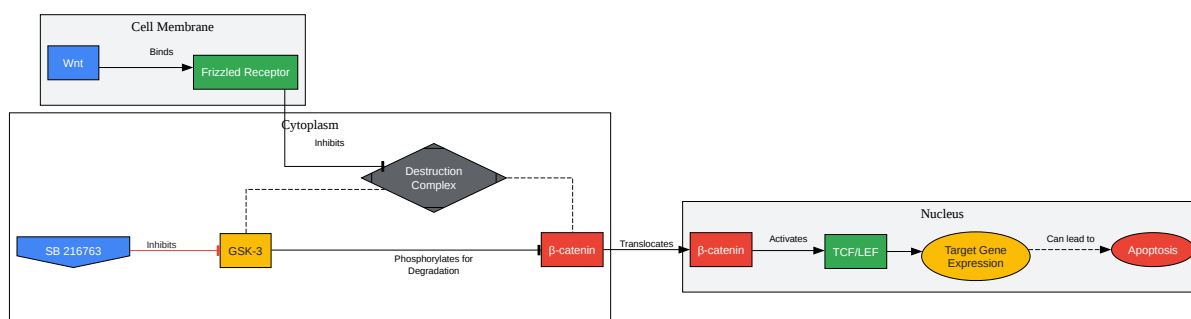 Cell Membrane
Wnt
Binds
Frizzled Receptor
Cytoplasm
Inhibits
Destruction
Complex
SB 216763
Inhibits
GSK-3
Phosphorylates for
Degradation
β-catenin
Translocates
Nucleus
β-catenin
Activates
TCF/LEF
Target Gene
Expression
Can lead to
Apoptosis